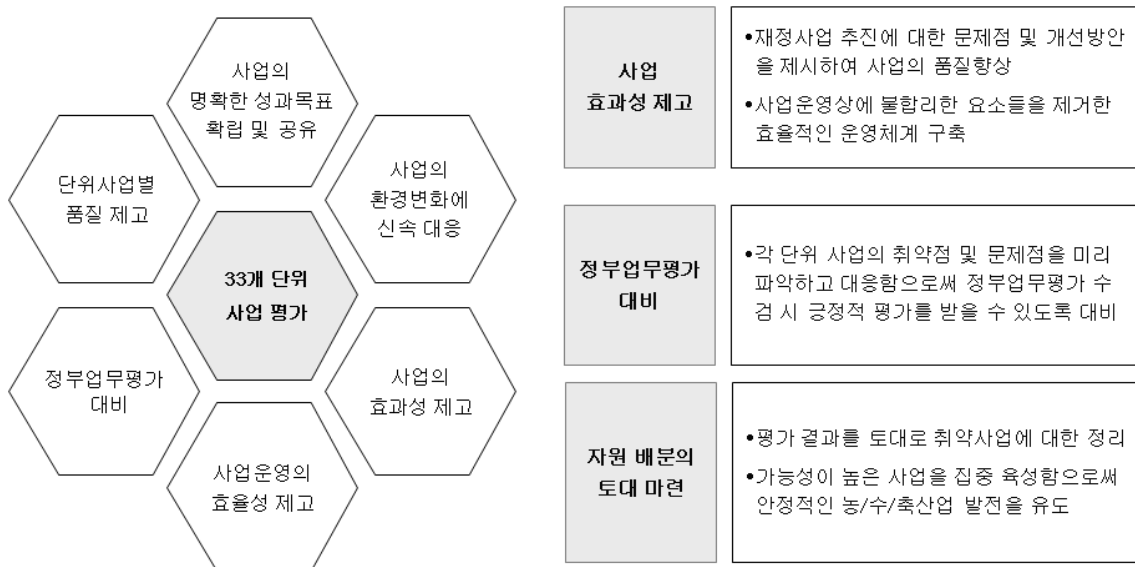 사업의
명확한 성과목표
확립 및 공유
단위사업별
품질 제고
사업의
환경변화에
신속 대응
33개 단위
사업 평가
정부업무평가
대비
사업의
효과성 제고
사업운영의
효율성 제고
사업
효과성 제고
•재정사업 추진에 대한 문제점 및 개선방안
을 제시하여 사업의 품질향상
•사업운영상에 불합리한 요소들을 제거한
효율적인 운영체계 구축
정부업무평가
대비
•각 단위 사업의 취약점 및 문제점을 미리
파악하고 대응함으로써 정부업무평가 수
검 시 긍정적 평가를 받을 수 있도록 대비
자원 배분의
토대 마련
•평가 결과를 토대로 취약사업에 대한 정리
•가능성이 높은 사업을 집중 육성함으로써
안정적인 농/수/축산업 발전을 유도